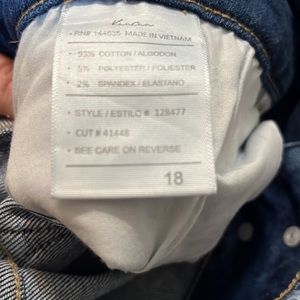 • RN# 144635 MADE IN VIETNAM
• 93% COTTON / ALGODON
• 5% POLYESTER / POLIESTER
• 2% SPANDEX / ELASTANO
• STYLE / ESTILO # 128477
• CUT # 41448
• SEE CARE ON REVERSE
18